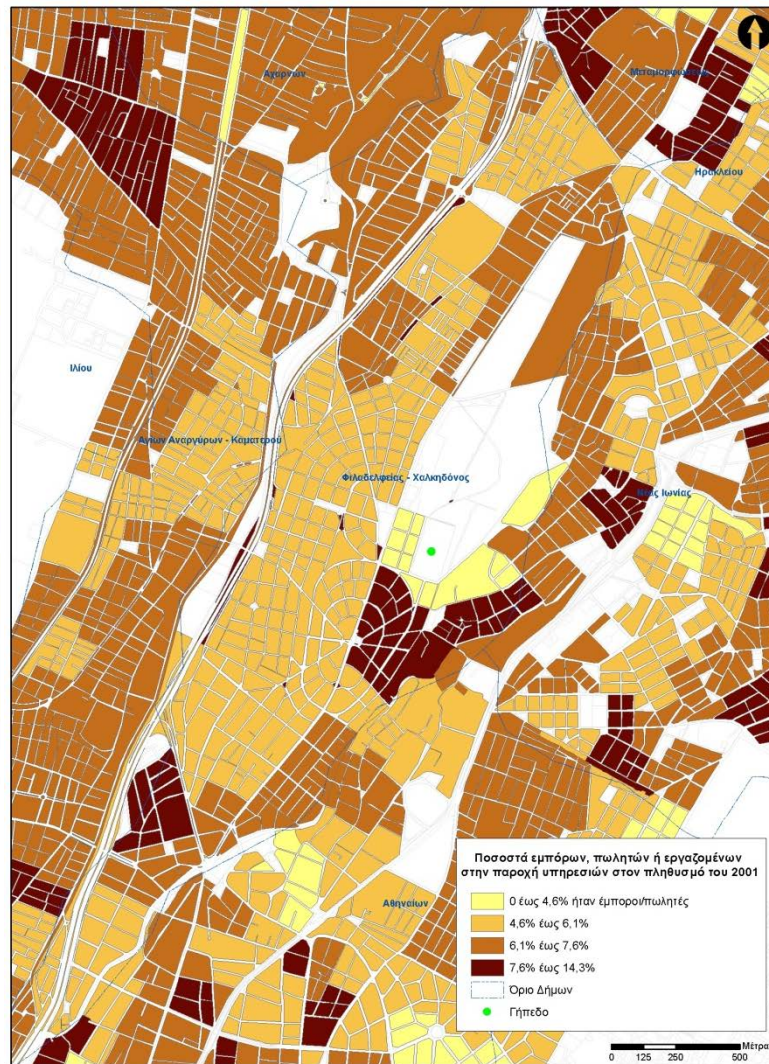 Αχαρνών
Μεταμορφώσεως
Ηρακλείου
Ιλίου
Αγίων Αναργύρων - Καματερού
Φιλαδελφείας - Χαλκηδόνος
Νέας Ιωνίας
Αθηναίων
Ποσοστά εμπόρων, πωλητών ή εργαζομένων
στην παροχή υπηρεσιών στον πληθυσμό του 2001
0 έως 4,6% ήταν έμποροι/πωλητές
4,6% έως 6,1%
6,1% έως 7,6%
7,6% έως 14,3%
Όριο Δήμων
Γήπεδο
Μέτρα
0 125 250 500